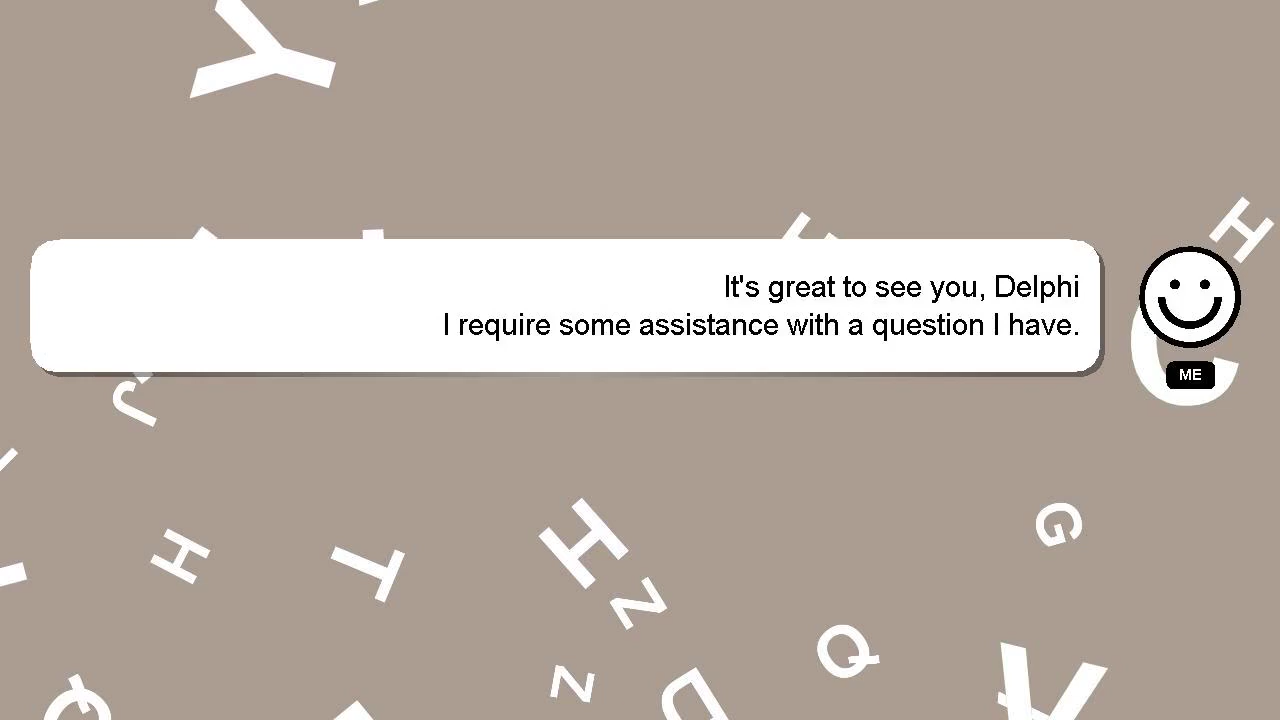 Y
H
It's great to see you, Delphi
I require some assistance with a question I have.
ME
C
J
G
H
T
H
Z
Q
Z
D
Q